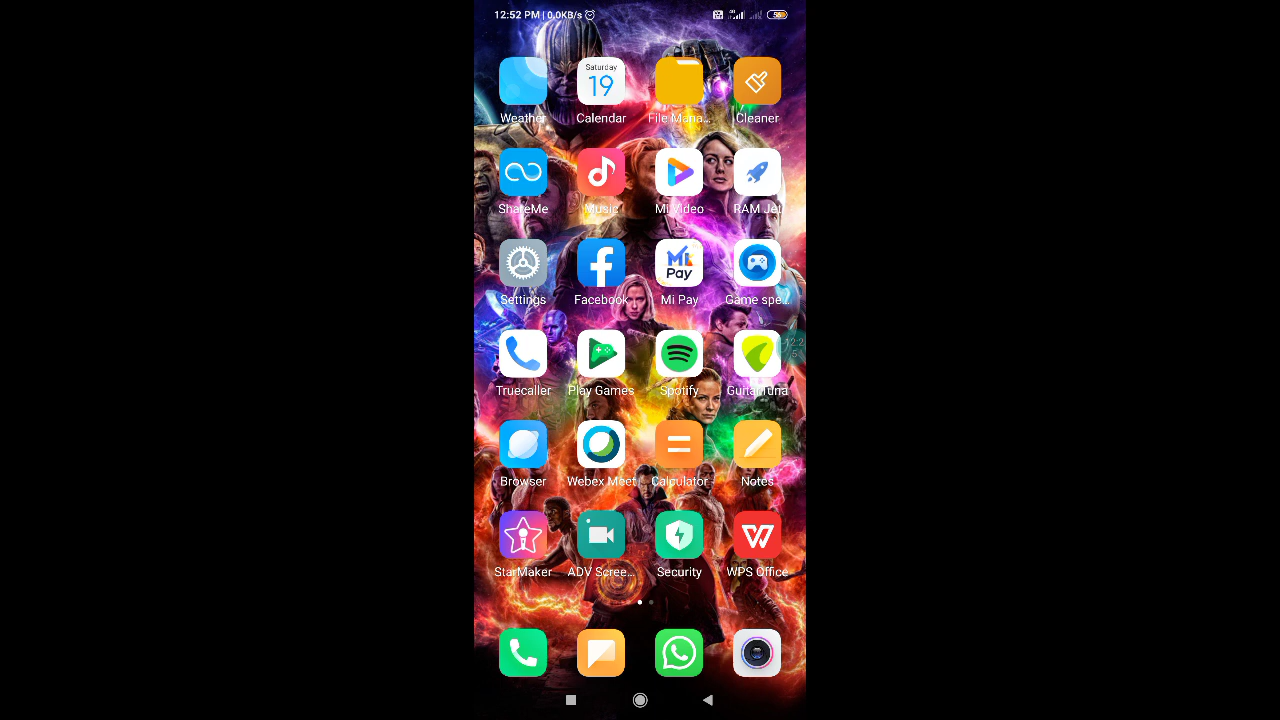 12:52 PM | 0.0KB/s
4G
56
Saturday
19
Weather
Calendar
File Mana...
Cleaner
ShareMe
Music
Mi Video
RAM Jet
Mi
Pay
Settings
Facebook
Mi Pay
Game spe...
Truecaller
Play Games
Spotify
GuitarTuna
Browser
Webex Meet
Calculator
Notes
StarMaker
ADV Scree...
Security
WPS Office